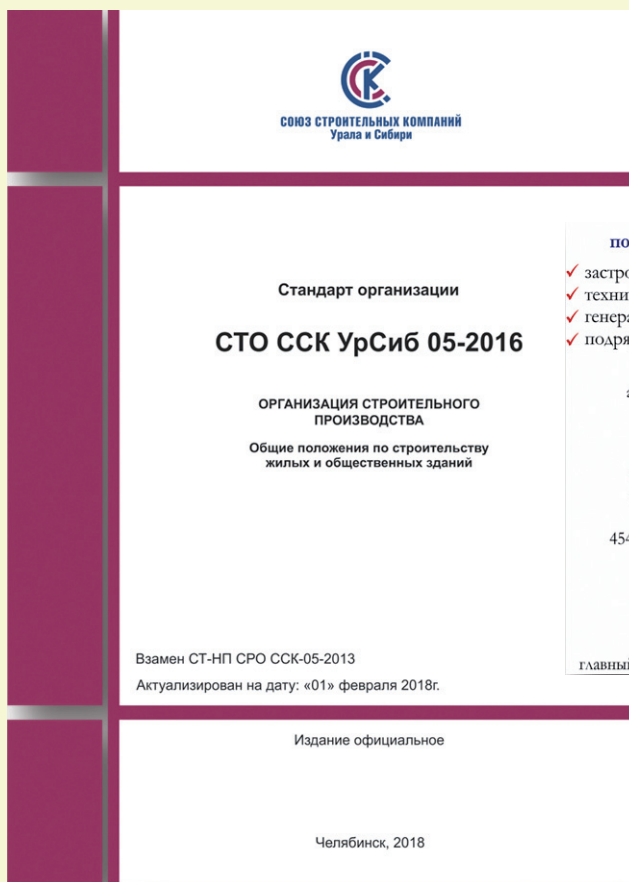 СОЮЗ СТРОИТЕЛЬНЫХ КОМПАНИЙ
Урала и Сибири
Стандарт организации
СТО ССК УрСиб 05-2016
ОРГАНИЗАЦИЯ СТРОИТЕЛЬНОГО
ПРОИЗВОДСТВА
Общие положения по строительству
жилых и общественных зданий
Взамен СТ-НП СРО ССК-05-2013
Актуализирован на дату: «01» февраля 2018г.
Издание официальное
Челябинск, 2018